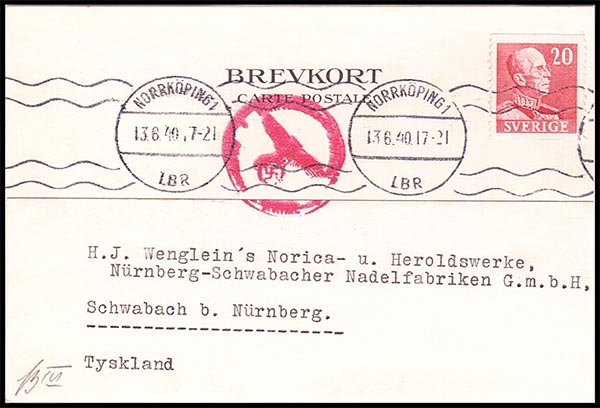 20
SVERIGE
BREVKORT
CARTE POSTALE
NORRKÖPING 1
13.6.40.17-21
LBR
NORRKÖPING 1
13.6.40.17-21
LBR
H.J. Wenglein´s Norica- u. Heroldswerke,
Nürnberg-Schwabacher Nadelfabriken G.m.b.H,
Schwabach b. Nürnberg.
Tyskland